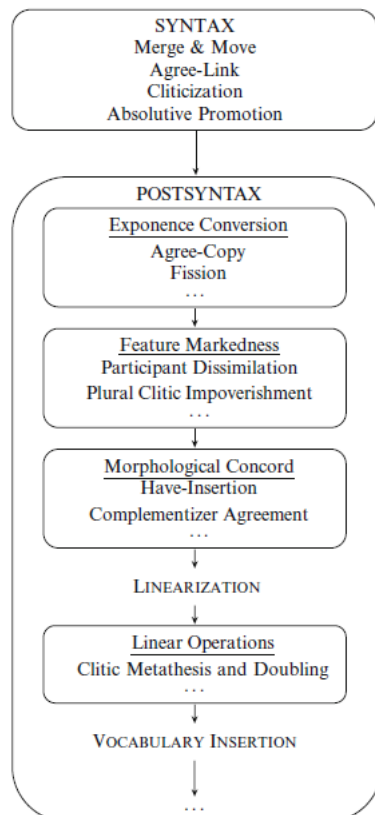 SYNTAX
Merge & Move
Agree-Link
Cliticization
Absolutive Promotion
POSTSYNTAX
Exponence Conversion
Agree-Copy
Fission
...
Feature Markedness
Participant Dissimilation
Plural Clitic Impoverishment
...
Morphological Concord
Have-Insertion
Complementizer Agreement
...
LINEARIZATION
Linear Operations
Clitic Metathesis and Doubling
...
VOCABULARY INSERTION
...